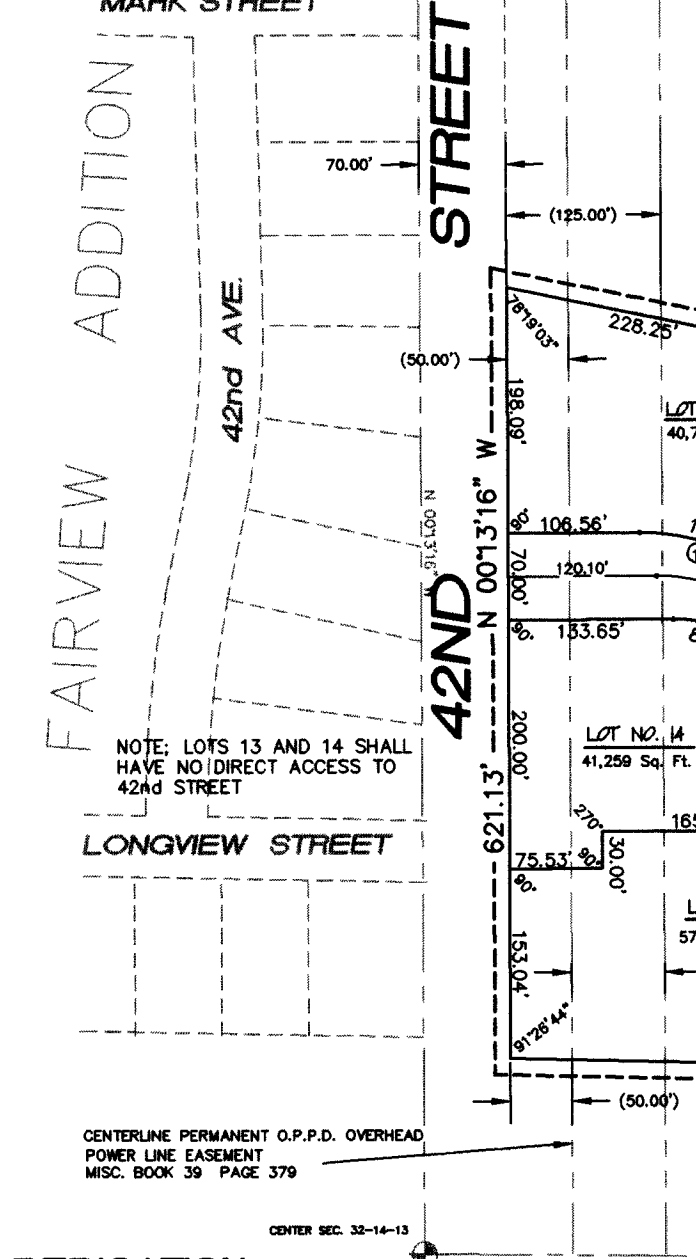 MARK STREET
STREET
70.00'
(125.00')
ADDITION
42nd AVE.
78°19'03"
228.25'
(50.00')
198.09'
LOT
40,7
N 00°13'16" W
N 00°13'16" W
90°
106.56'
70.00'
120.10'
90°
133.65'
FAIRVIEW
42ND
200.00'
LOT NO. 14
41,259 Sq. Ft.
NOTE; LOTS 13 AND 14 SHALL
HAVE NO DIRECT ACCESS TO
42nd STREET
621.13'
270°
165
LONGVIEW STREET
75.53'
90°
30.00'
90°
L
57
153.04'
91°26'44"
(50.00')
CENTERLINE PERMANENT O.P.P.D. OVERHEAD
POWER LINE EASEMENT
MISC. BOOK 39 PAGE 379
CENTER SEC. 32-14-13